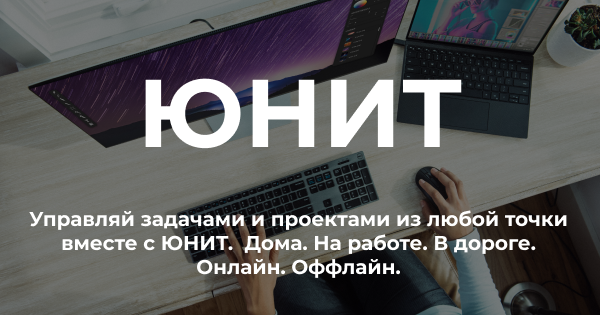 ЮНИТ
Управляй задачами и проектами из любой точки
вместе с ЮНИТ. Дома. На работе. В дороге.
Онлайн. Оффлайн.